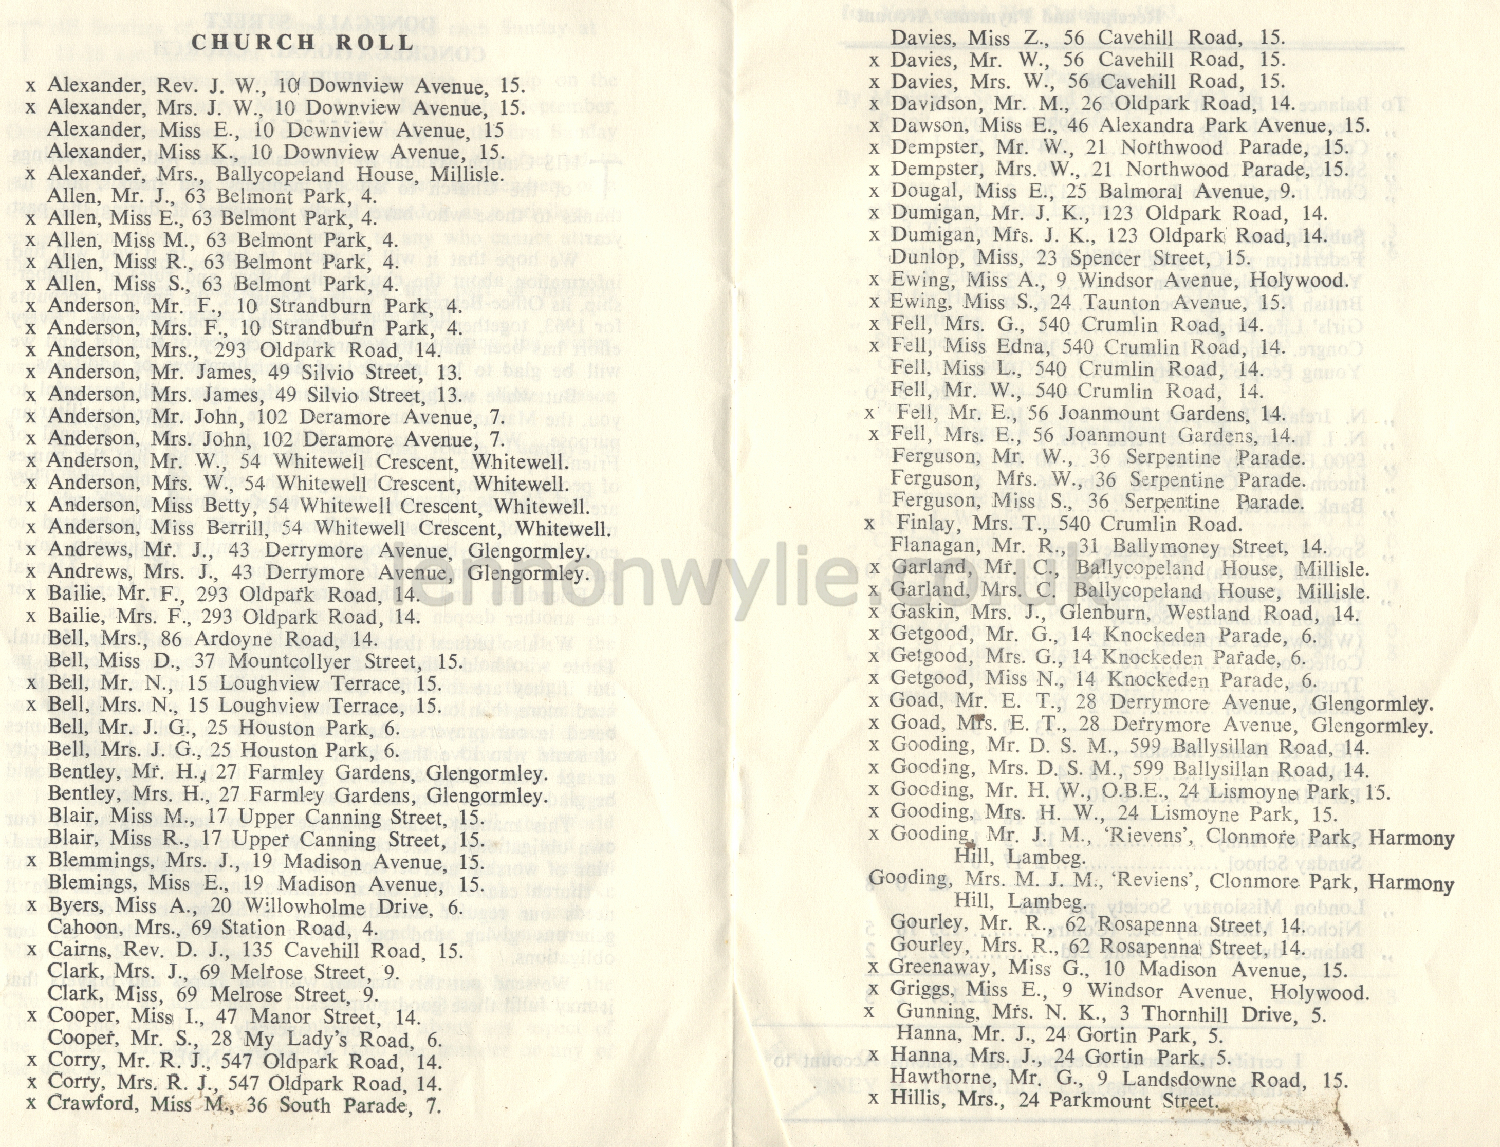 CHURCH ROLL
x Alexander, Rev. J. W., 10 Downview Avenue, 15.
x Alexander, Mrs. J. W., 10 Downview Avenue, 15.
Alexander, Miss E., 10 Downview Avenue, 15
Alexander, Miss K., 10 Downview Avenue, 15.
x Alexander, Mrs., Ballycopeland House, Millisle.
Allen, Mr. J., 63 Belmont Park, 4.
x Allen, Miss E., 63 Belmont Park, 4.
x Allen, Miss M., 63 Belmont Park, 4.
x Allen, Miss R., 63 Belmont Park, 4.
x Allen, Miss S., 63 Belmont Park, 4.
x Anderson, Mr. F., 10 Strandburn Park, 4.
x Anderson, Mrs. F., 10 Strandburn Park, 4.
x Anderson, Mrs., 293 Oldpark Road, 14.
x Anderson, Mr. James, 49 Silvio Street, 13.
x Anderson, Mrs. James, 49 Silvio Street, 13.
x Anderson, Mr. John, 102 Deramore Avenue, 7.
x Anderson, Mrs. John, 102 Deramore Avenue, 7.
x Anderson, Mr. W., 54 Whitewell Crescent, Whitewell.
x Anderson, Mrs. W., 54 Whitewell Crescent, Whitewell.
x Anderson, Miss Betty, 54 Whitewell Crescent, Whitewell.
x Anderson, Miss Berrill, 54 Whitewell Crescent, Whitewell.
x Andrews, Mr. J., 43 Derrymore Avenue, Glengormley.
x Andrews, Mrs. J., 43 Derrymore Avenue, Glengormley.
x Bailie, Mr. F., 293 Oldpark Road, 14.
x Bailie, Mrs. F., 293 Oldpark Road, 14.
Bell, Mrs., 86 Ardoyne Road, 14.
Bell, Miss D., 37 Mountcollyer Street, 15.
x Bell, Mr. N., 15 Loughview Terrace, 15.
x Bell, Mrs. N., 15 Loughview Terrace, 15.
Bell, Mr. J. G., 25 Houston Park, 6.
Bell, Mrs. J. G., 25 Houston Park, 6.
Bentley, Mr. H., 27 Farmley Gardens, Glengormley.
Bentley, Mrs. H., 27 Farmley Gardens, Glengormley.
Blair, Miss M., 17 Upper Canning Street, 15.
Blair, Miss R., 17 Upper Canning Street, 15.
x Blemmings, Mrs. J., 19 Madison Avenue, 15.
Blemings, Miss E., 19 Madison Avenue, 15.
x Byers, Miss A., 20 Willowholme Drive, 6.
Cahoon, Mrs., 69 Station Road, 4.
x Cairns, Rev. D. J., 135 Cavehill Road, 15.
Clark, Mrs. J., 69 Melrose Street, 9.
Clark, Miss, 69 Melrose Street, 9.
x Cooper, Miss I., 47 Manor Street, 14.
Cooper, Mr. S., 28 My Lady's Road, 6.
x Corry, Mr. R. J., 547 Oldpark Road, 14.
x Corry, Mrs. R. J., 547 Oldpark Road, 14.
x Crawford, Miss M., 36 South Parade, 7.
Davies, Miss Z., 56 Cavehill Road, 15.
x Davies, Mr. W., 56 Cavehill Road, 15.
x Davies, Mrs. W., 56 Cavehill Road, 15.
x Davidson, Mr. M., 26 Oldpark Road, 14.
x Dawson, Miss E., 46 Alexandra Park Avenue, 15.
x Dempster, Mr. W., 21 Northwood Parade, 15.
x Dempster, Mrs. W., 21 Northwood Parade, 15.
x Dougal, Miss E., 25 Balmoral Avenue, 9.
x Dumigan, Mr. J. K., 123 Oldpark Road, 14.
x Dumigan, Mrs. J. K., 123 Oldpark Road, 14.
Dunlop, Miss, 23 Spencer Street, 15.
x Ewing, Miss A., 9 Windsor Avenue, Holywood.
x Ewing, Miss S., 24 Taunton Avenue, 15.
x Fell, Mrs. G., 540 Crumlin Road, 14.
x Fell, Miss Edna, 540 Crumlin Road, 14.
Fell, Miss L., 540 Crumlin Road, 14.
Fell, Mr. W., 540 Crumlin Road, 14.
x Fell, Mr. E., 56 Joanmount Gardens, 14.
x Fell, Mrs. E., 56 Joanmount Gardens, 14.
Ferguson, Mr. W., 36 Serpentine Parade.
Ferguson, Mrs. W., 36 Serpentine Parade.
Ferguson, Miss S., 36 Serpentine Parade.
x Finlay, Mrs. T., 540 Crumlin Road.
Flanagan, Mr. R., 31 Ballymoney Street, 14.
x Garland, Mr. C., Ballycopeland House, Millisle.
x Garland, Mrs. C. Ballycopeland House, Millisle.
x Gaskin, Mrs. J., Glenburn, Westland Road, 14.
x Getgood, Mr. G., 14 Knockeden Parade, 6.
x Getgood, Mrs. G., 14 Knockeden Parade, 6.
x Getgood, Miss N., 14 Knockeden Parade, 6.
x Goad, Mr. E. T., 28 Derrymore Avenue, Glengormley.
x Goad, Mrs. E. T., 28 Derrymore Avenue, Glengormley.
x Gooding, Mr. D. S. M., 599 Ballysillan Road, 14.
x Gooding, Mrs. D. S. M., 599 Ballysillan Road, 14.
x Gooding, Mr. H. W., O.B.E., 24 Lismoyne Park, 15.
x Gooding, Mrs. H. W., 24 Lismoyne Park, 15.
x Gooding, Mr. J. M., 'Rievens', Clonmore Park, Harmony
Hill, Lambeg.
Gooding, Mrs. M. J. M., 'Reviens', Clonmore Park, Harmony
Hill, Lambeg.
Gourley, Mr. R., 62 Rosapenna Street, 14.
Gourley, Mrs. R., 62 Rosapenna Street, 14.
x Greenaway, Miss G., 10 Madison Avenue, 15.
x Griggs, Miss E., 9 Windsor Avenue, Holywood.
x Gunning, Mrs. N. K., 3 Thornhill Drive, 5.
Hanna, Mr. J., 24 Gortin Park, 5.
x Hanna, Mrs. J., 24 Gortin Park, 5.
Hawthorne, Mr. G., 9 Landsdowne Road, 15.
x Hillis, Mrs., 24 Parkmount Street.
lennonwylie.co.uk